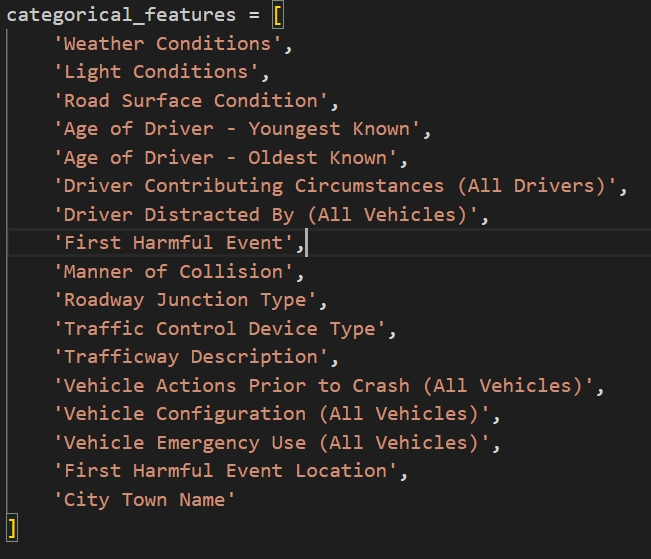 categorical_features = [
    'Weather Conditions',
    'Light Conditions',
    'Road Surface Condition',
    'Age of Driver - Youngest Known',
    'Age of Driver - Oldest Known',
    'Driver Contributing Circumstances (All Drivers)',
    'Driver Distracted By (All Vehicles)',
    'First Harmful Event',
    'Manner of Collision',
    'Roadway Junction Type',
    'Traffic Control Device Type',
    'Trafficway Description',
    'Vehicle Actions Prior to Crash (All Vehicles)',
    'Vehicle Configuration (All Vehicles)',
    'Vehicle Emergency Use (All Vehicles)',
    'First Harmful Event Location',
    'City Town Name'
]